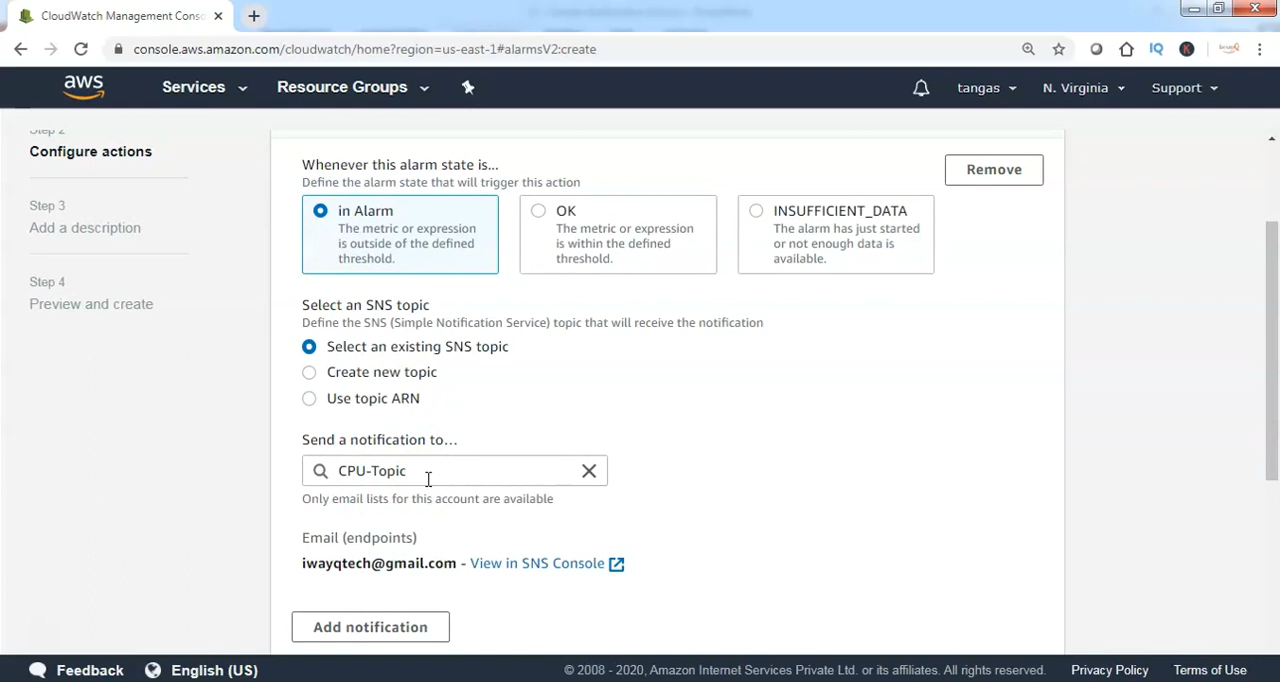 CloudWatch Management Conso
console.aws.amazon.com/cloudwatch/home?region=us-east-1#alarmsV2:create
IQ
K
aws
Services
Resource Groups
tangas
N. Virginia
Support
Step 2
Configure actions
Step 3
Add a description
Step 4
Preview and create
Whenever this alarm state is...
Define the alarm state that will trigger this action
Remove
in Alarm
The metric or expression
is outside of the defined
threshold.
OK
The metric or expression
is within the defined
threshold.
INSUFFICIENT_DATA
The alarm has just started
or not enough data is
available.
Select an SNS topic
Define the SNS (Simple Notification Service) topic that will receive the notification
Select an existing SNS topic
Create new topic
Use topic ARN
Send a notification to…
CPU-Topic
Only email lists for this account are available
Email (endpoints)
iwayqtech@gmail.com - View in SNS Console
Add notification
Feedback
English (US)
© 2008 - 2020, Amazon Internet Services Private Ltd. or its affiliates. All rights reserved.
Privacy Policy
Terms of Use